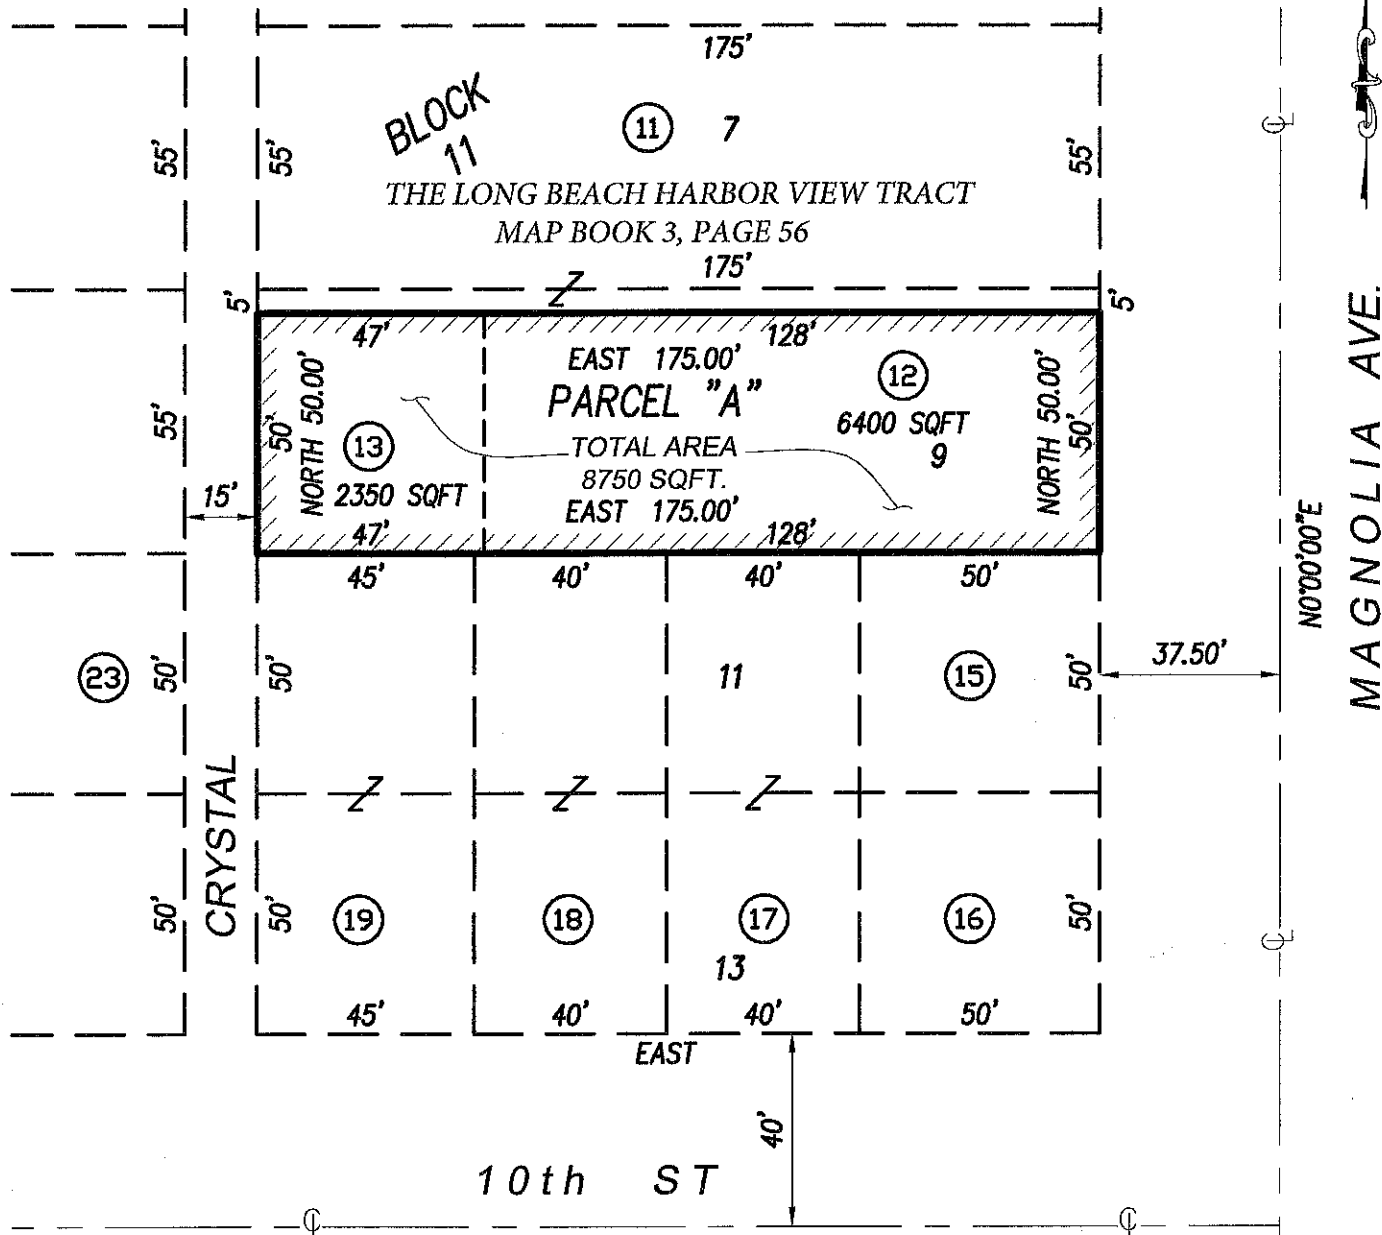 175'
BLOCK
11
11 7
55' 55' 55'
THE LONG BEACH HARBOR VIEW TRACT
MAP BOOK 3, PAGE 56
175'
5' 5'
47' 128'
EAST 175.00'
PARCEL "A"
12
6400 SQFT
9
55'
50'
NORTH 50.00'
13
2350 SQFT
TOTAL AREA
8750 SQFT.
EAST 175.00'
NORTH 50.00'
50'
47' 128'
15'
45' 40' 40' 50'
23 50' 50' 11 15 50'
37.50'
N0°00'00"E
MAGNOLIA AVE.
CRYSTAL
50' 50' 19 18 17 16 50'
13
45' 40' 40' 50'
EAST
40'
10th ST